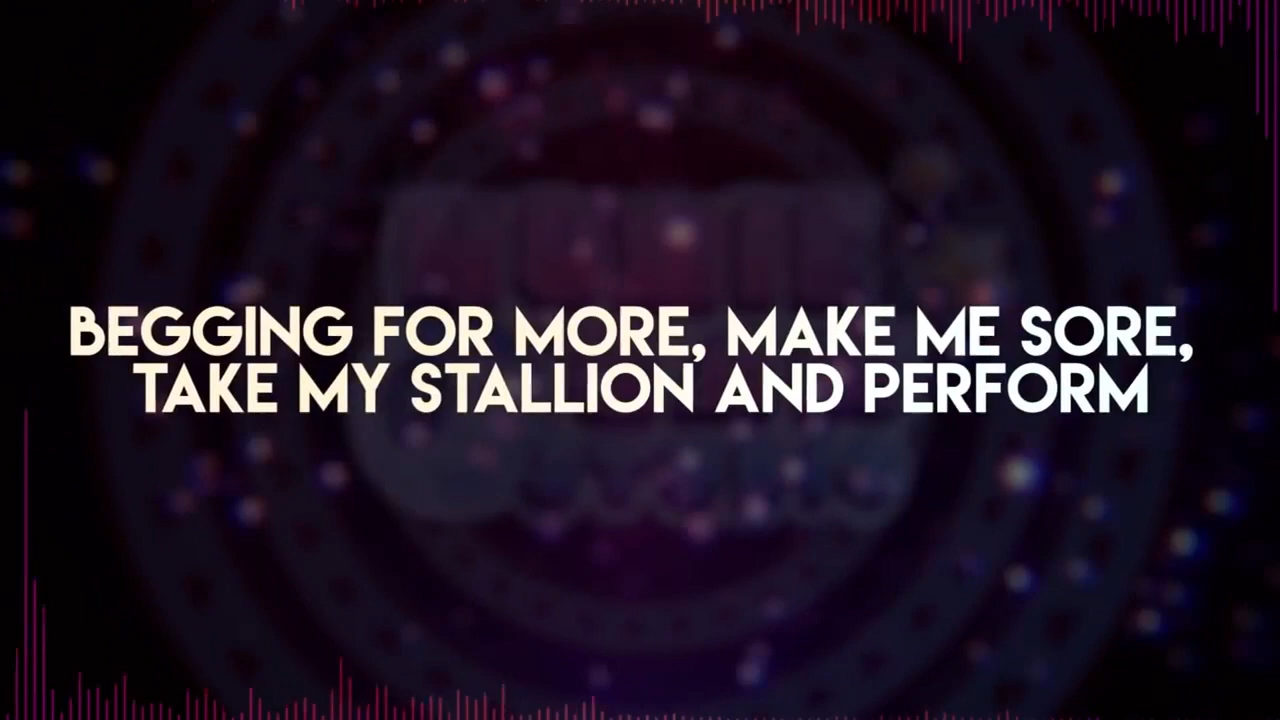 BEGGING FOR MORE, MAKE ME SORE,
TAKE MY STALLION AND PERFORM